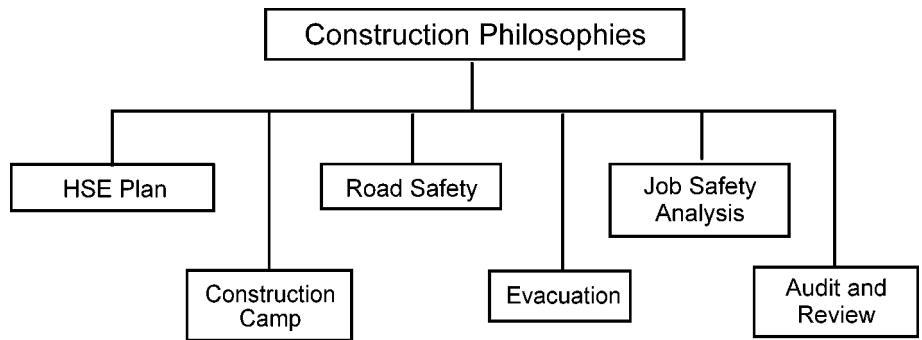 Construction Philosophies
HSE Plan
Road Safety
Job Safety
Analysis
Construction
Camp
Evacuation
Audit and
Review